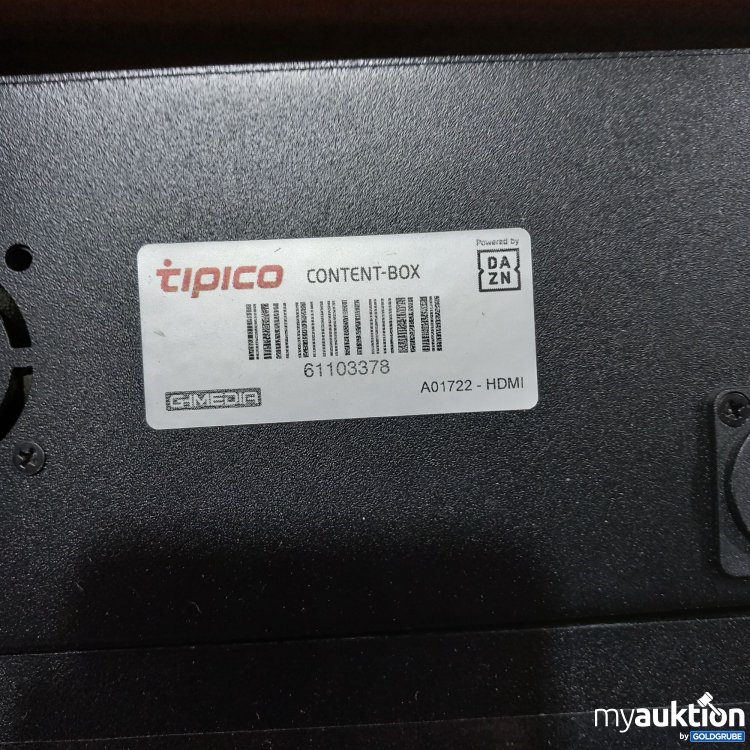 Powered by
DA
ZN
tipico CONTENT-BOX
61103378
G-MEDIA
A01722 - HDMI
myauktion
by GOLDGRUBE